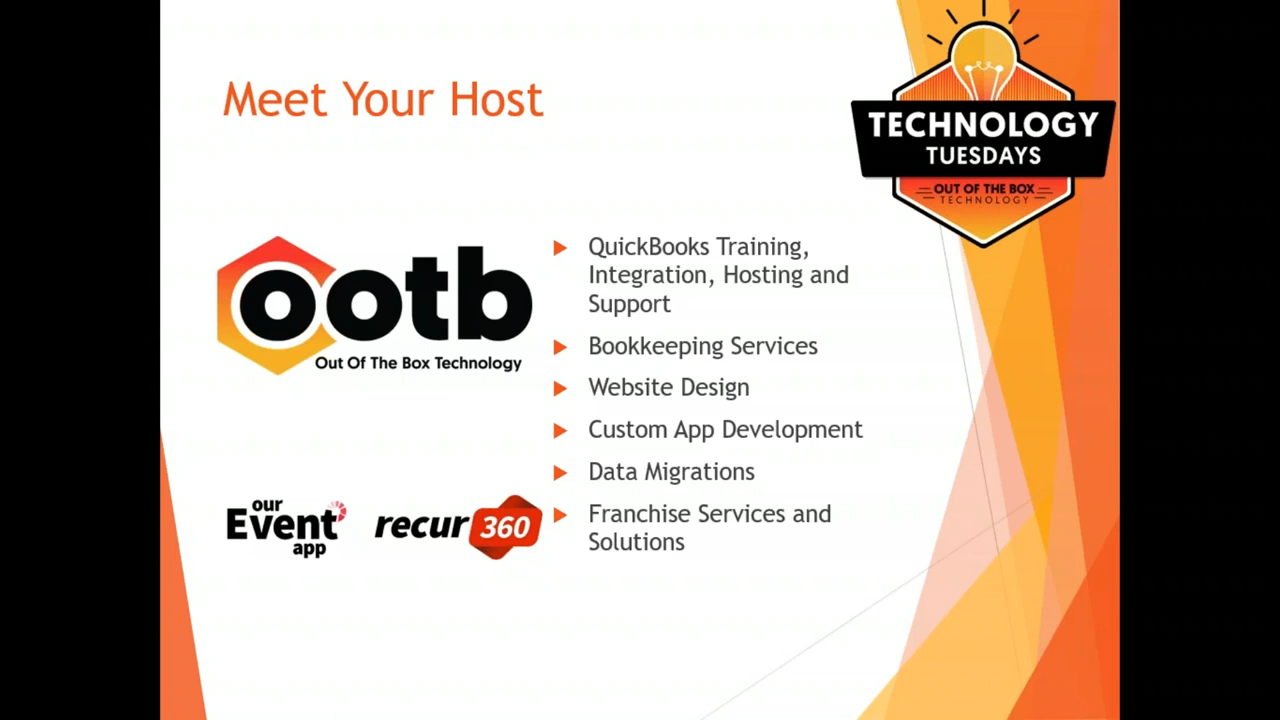 Meet Your Host
TECHNOLOGY
TUESDAYS
OUT OF THE BOX
TECHNOLOGY
ootb
Out Of The Box Technology
our
Event
app
recur 360
QuickBooks Training,
Integration, Hosting and
Support
Bookkeeping Services
Website Design
Custom App Development
Data Migrations
Franchise Services and
Solutions